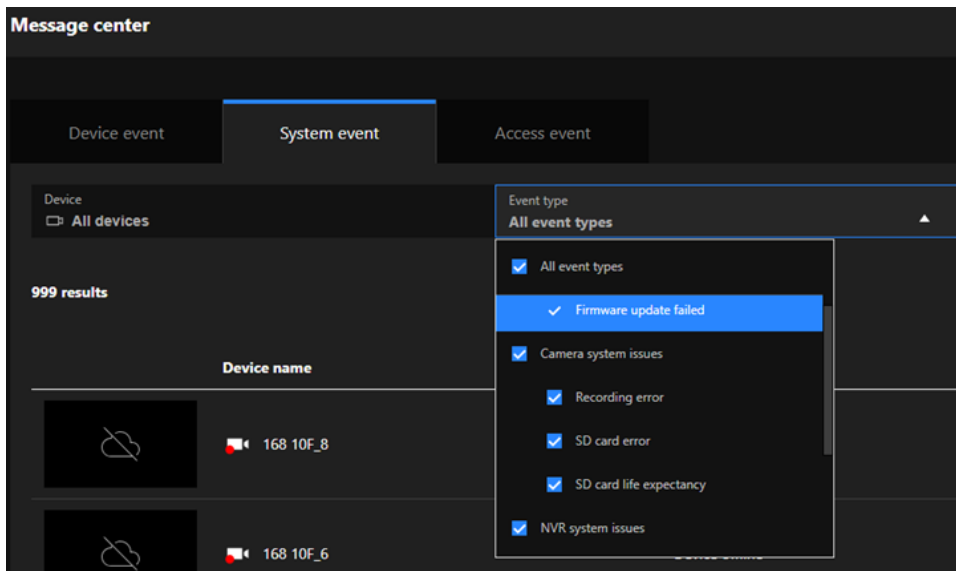 Message center
Device event
System event
Access event
Device
All devices
Event type
All event types
999 results
All event types
Firmware update failed
Camera system issues
Recording error
SD card error
SD card life expectancy
NVR system issues
Device name
168 10F_8
168 10F_6